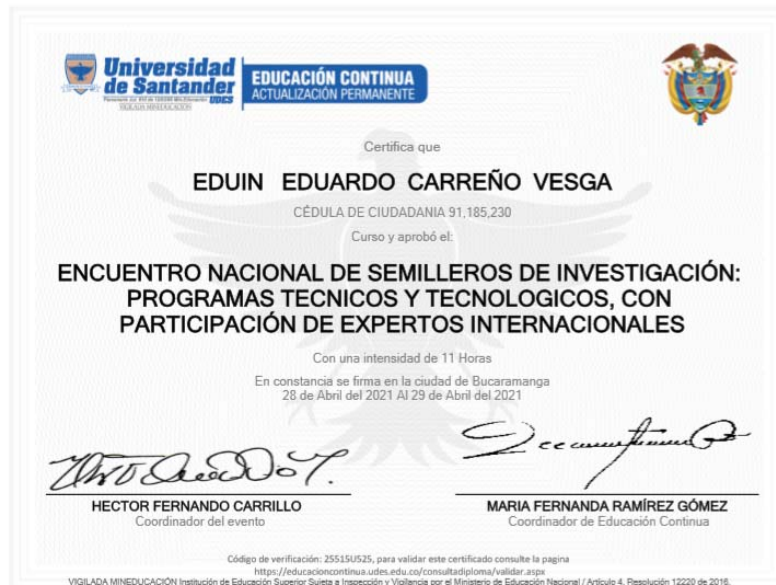 Universidad
de Santander
UDES
VIGILADA MINEDUCACIÓN
EDUCACIÓN CONTINUA
ACTUALIZACIÓN PERMANENTE
Certifica que
EDUIN EDUARDO CARREÑO VESGA
CÉDULA DE CIUDADANIA 91,185,230
Curso y aprobó el:
ENCUENTRO NACIONAL DE SEMILLEROS DE INVESTIGACIÓN:
PROGRAMAS TECNICOS Y TECNOLOGICOS, CON
PARTICIPACIÓN DE EXPERTOS INTERNACIONALES
Con una intensidad de 11 Horas
En constancia se firma en la ciudad de Bucaramanga
28 de Abril del 2021 Al 29 de Abril del 2021
HECTOR FERNANDO CARRILLO
Coordinador del evento
MARIA FERNANDA RAMÍREZ GÓMEZ
Coordinador de Educación Continua
Código de verificación: 25515U525, para validar este certificado consulte la pagina
https://educacioncontinua.udes.edu.co/consultadiploma/validar.aspx
VIGILADA MINEDUCACIÓN Institución de Educación Superior Sujeta a Inspección y Vigilancia por el Ministerio de Educación Nacional / Artículo 4. Resolución 12220 de 2016.